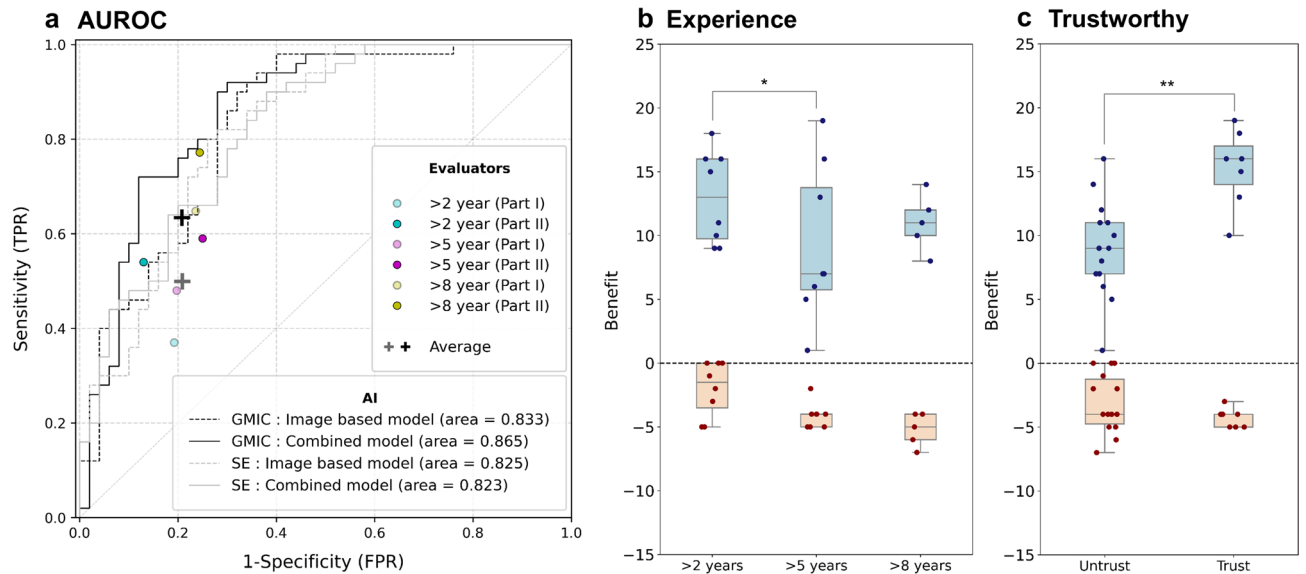 a AUROC
1.0
0.8
0.6
0.4
0.2
0.0
Sensitivity (TPR)
0.0 0.2 0.4 0.6 0.8 1.0
1-Specificity (FPR)
Evaluators
>2 year (Part I)
>2 year (Part II)
>5 year (Part I)
>5 year (Part II)
>8 year (Part I)
>8 year (Part II)
Average
AI
GMIC : Image based model (area = 0.833)
GMIC : Combined model (area = 0.865)
SE : Image based model (area = 0.825)
SE : Combined model (area = 0.823)
b Experience
25
20
15
10
5
0
−5
−10
−15
Benefit
*
>2 years >5 years >8 years
c Trustworthy
25
20
15
10
5
0
−5
−10
−15
Benefit
**
Untrust Trust